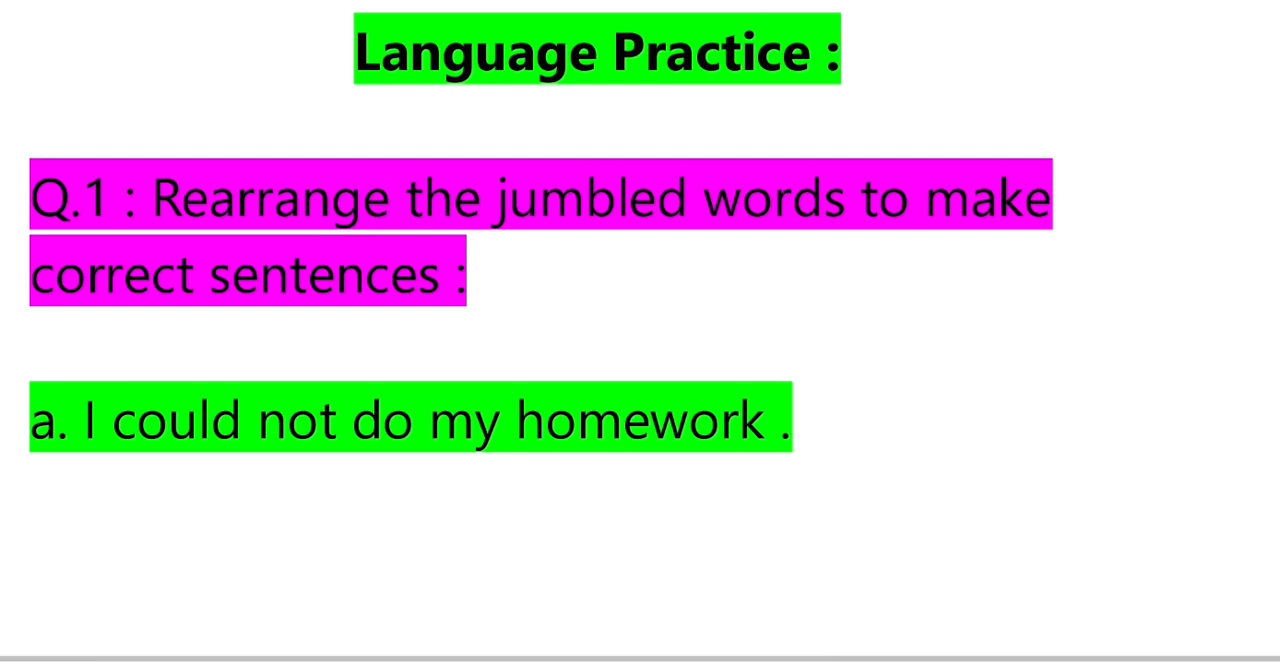 Language Practice :
Q.1 : Rearrange the jumbled words to make
correct sentences :
a. I could not do my homework .